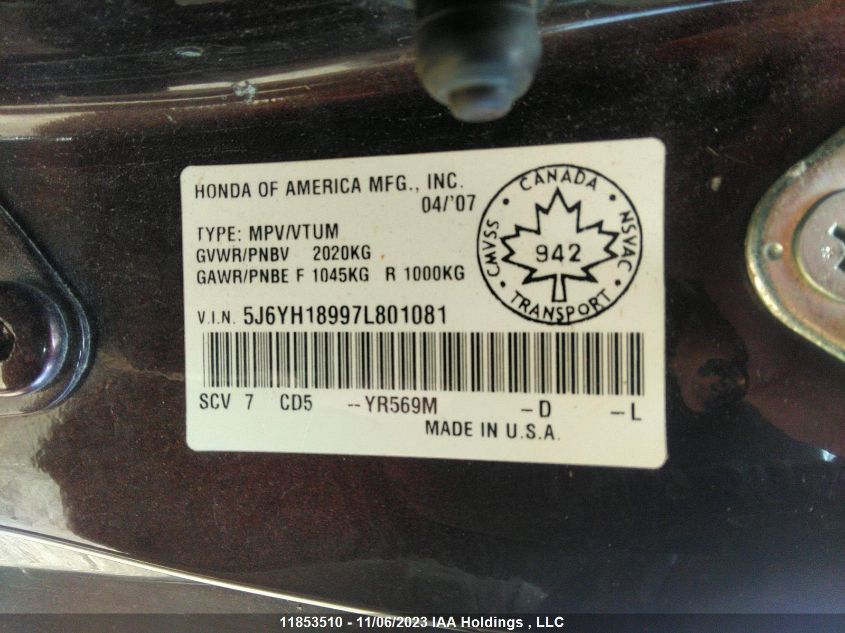 HONDA OF AMERICA MFG., INC.
04/'07
TYPE: MPV/VTUM
GVWR/PNBV 2020KG
GAWR/PNBE F 1045KG R 1000KG
V.I.N. 5J6YH18997L801081
SCV 7 CD5 --YR569M -D -L
MADE IN U.S.A.
CANADA
CMVSS
942
NSVAC
TRANSPORT
11853510 - 11/06/2023 IAA Holdings , LLC